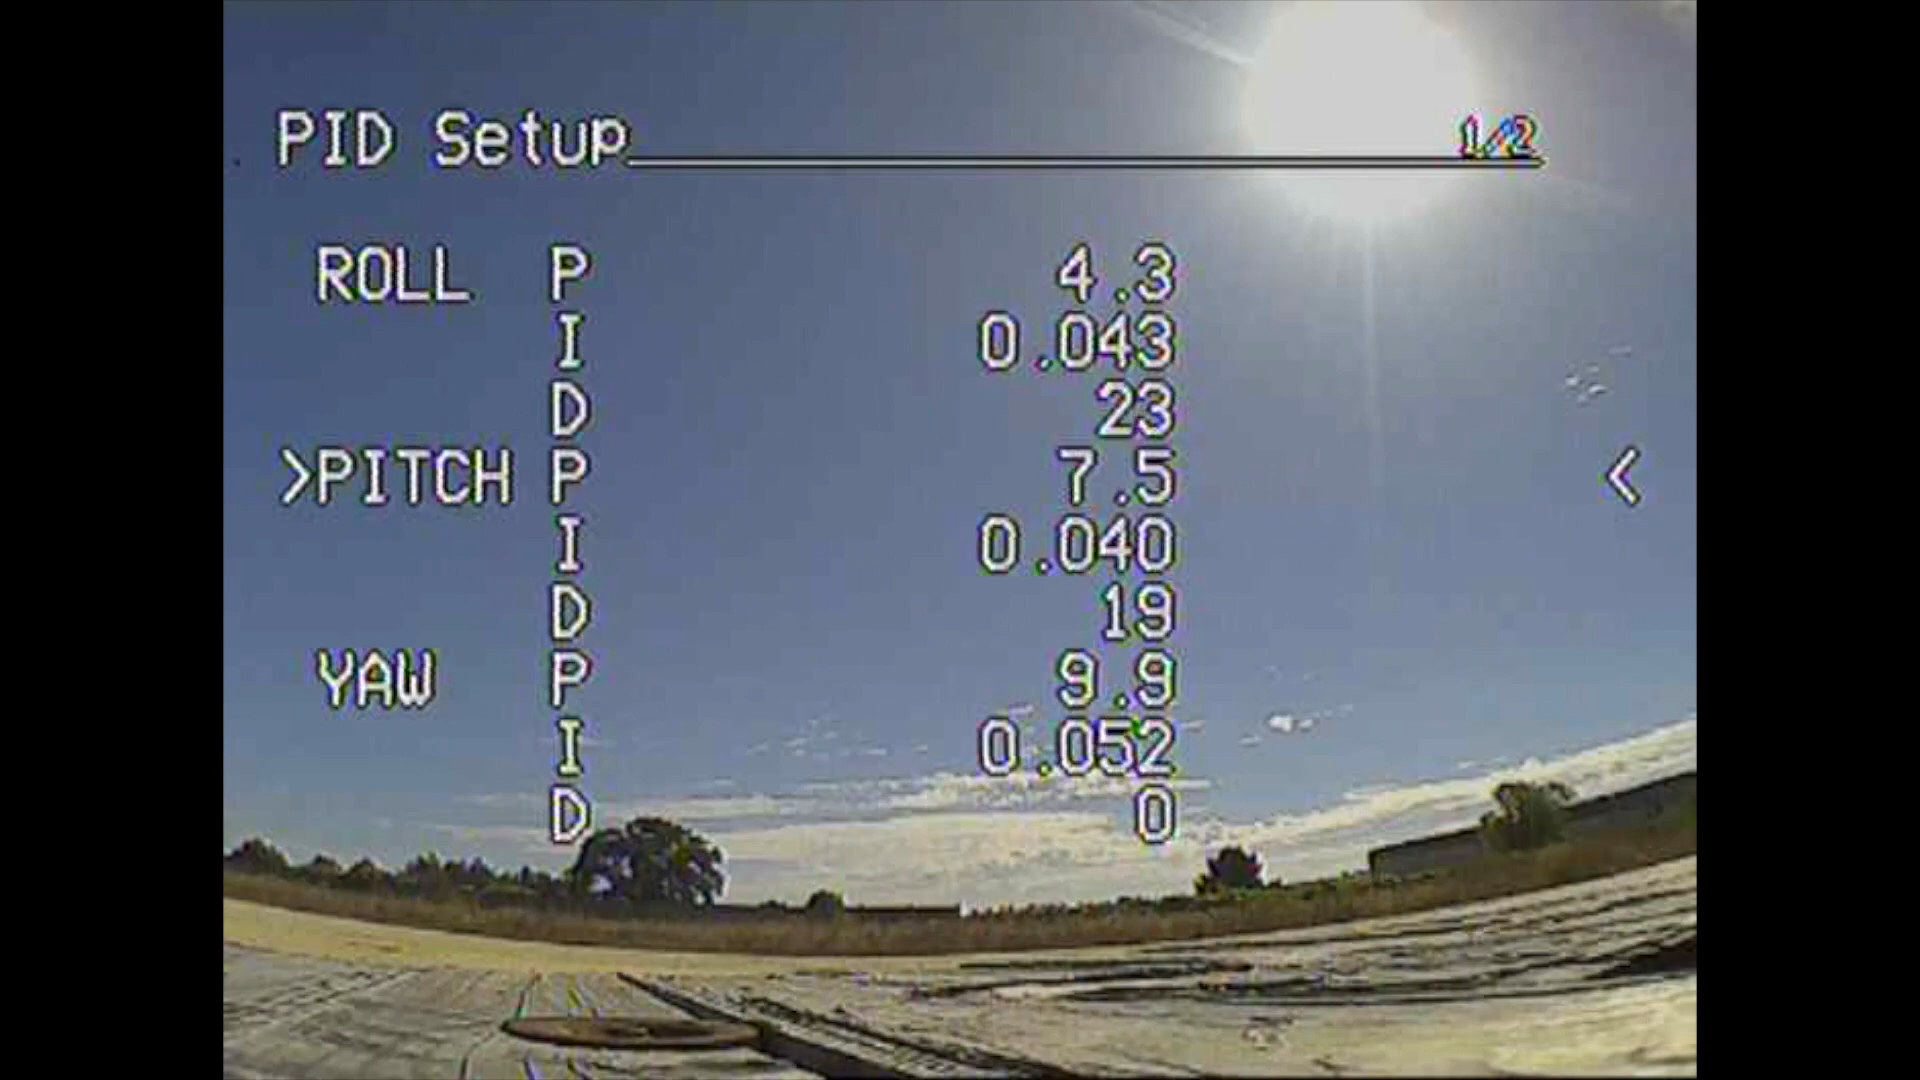 PID Setup 1/2
ROLL P 4.3
I 0.043
D 23
>PITCH P 7.5 <
I 0.040
D 19
YAW P 9.9
I 0.052
D 0